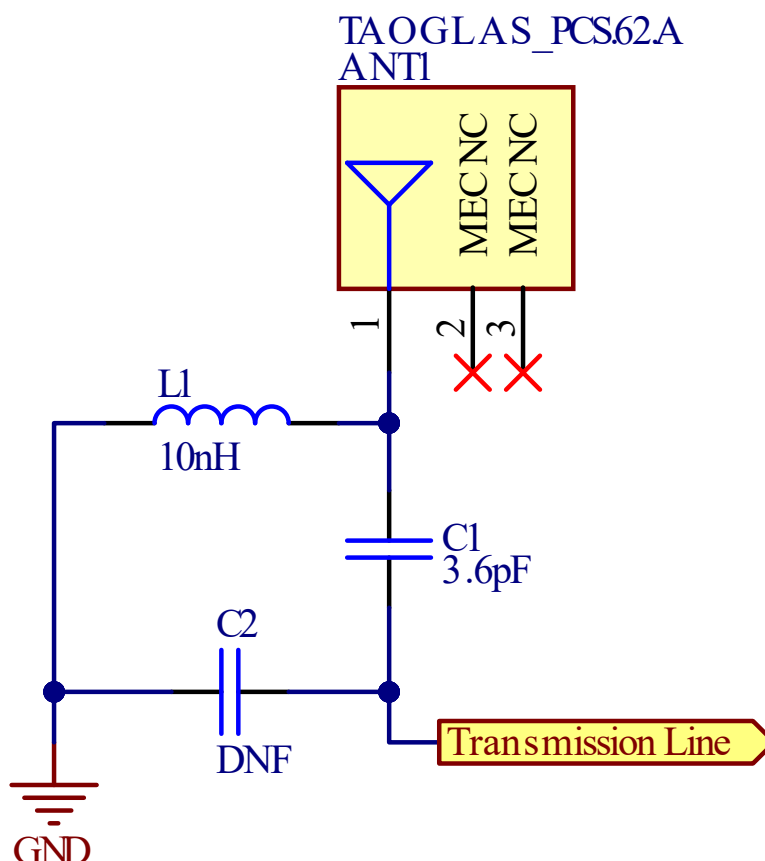 TAOGLAS_PCS.62.A
ANT1
MEC NC
MEC NC
1
2
3
L1
10nH
C1
3.6pF
C2
DNF
Transmission Line
GND